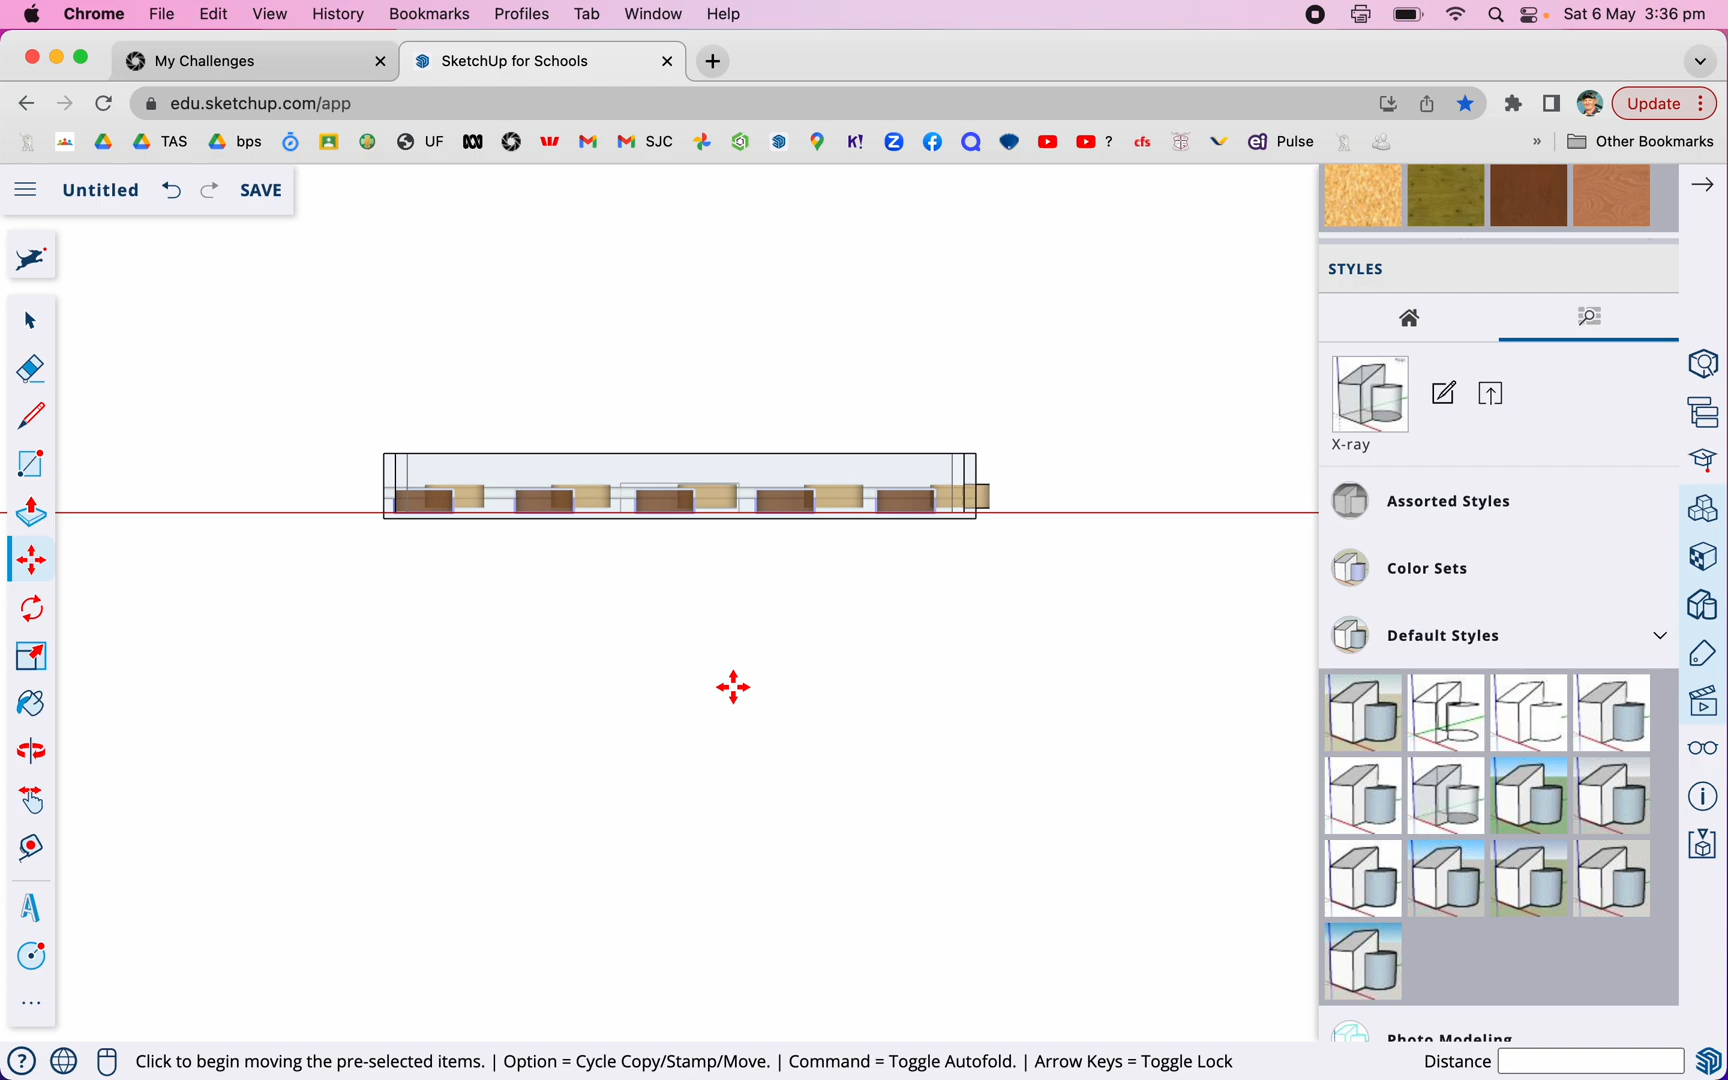 Chrome File Edit View History Bookmarks Profiles Tab Window Help Sat 6 May 3:36 pm
My Challenges SketchUp for Schools
edu.sketchup.com/app Update
TAS bps UF SJC K! ? cfs Pulse » Other Bookmarks
Untitled SAVE
STYLES
X-ray
Assorted Styles
Color Sets
Default Styles
Photo Modeling
Click to begin moving the pre-selected items. | Option = Cycle Copy/Stamp/Move. | Command = Toggle Autofold. | Arrow Keys = Toggle Lock Distance